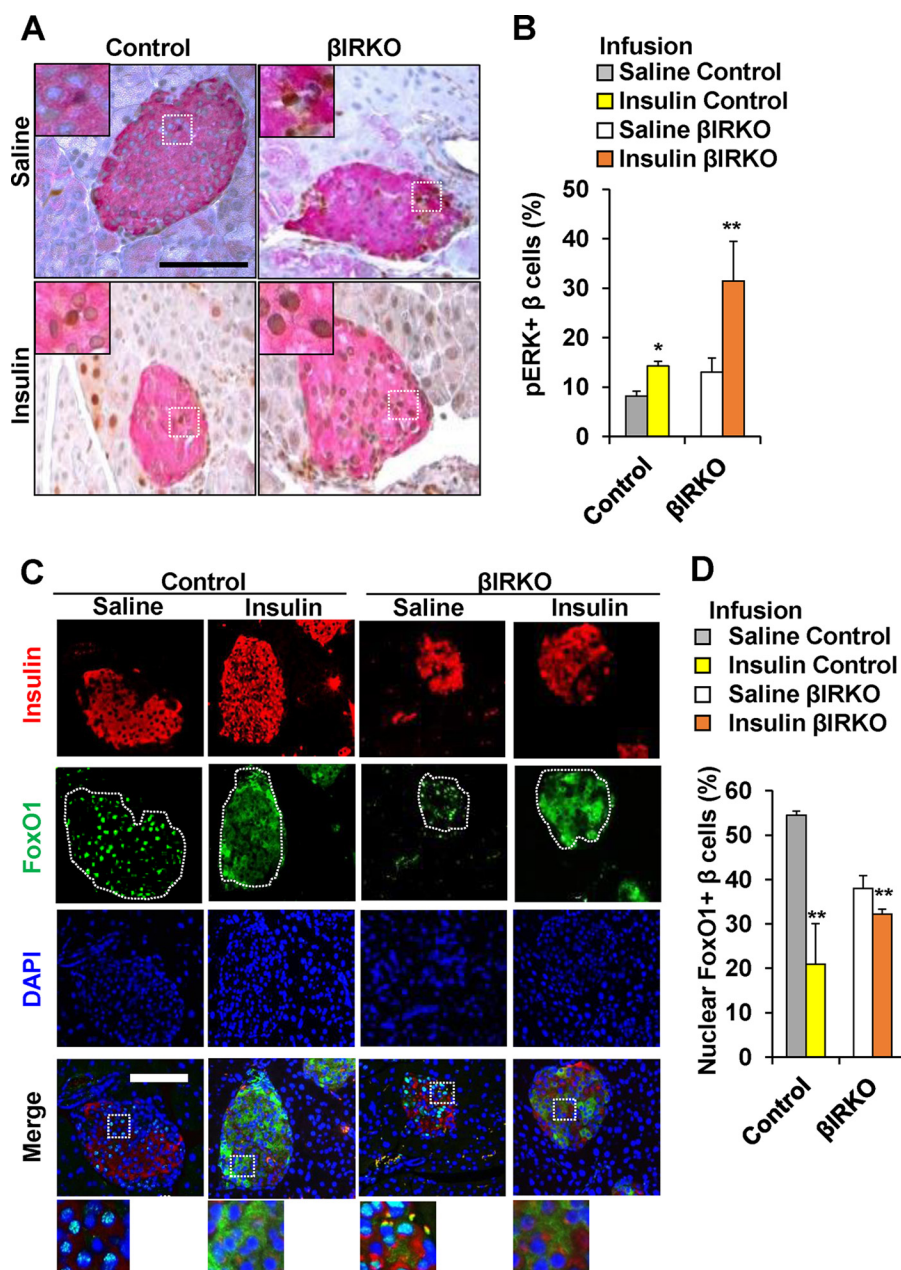 A
Control
βIRKO
Saline
Insulin
B
Infusion
Saline Control
Insulin Control
Saline βIRKO
Insulin βIRKO
pERK+ β cells (%)
50
40
30
20
10
0
*
**
Control
βIRKO
C
Control
βIRKO
Saline
Insulin
Saline
Insulin
Insulin
FoxO1
DAPI
Merge
D
Infusion
Saline Control
Insulin Control
Saline βIRKO
Insulin βIRKO
Nuclear FoxO1+ β cells (%)
60
50
40
30
20
10
0
**
**
Control
βIRKO